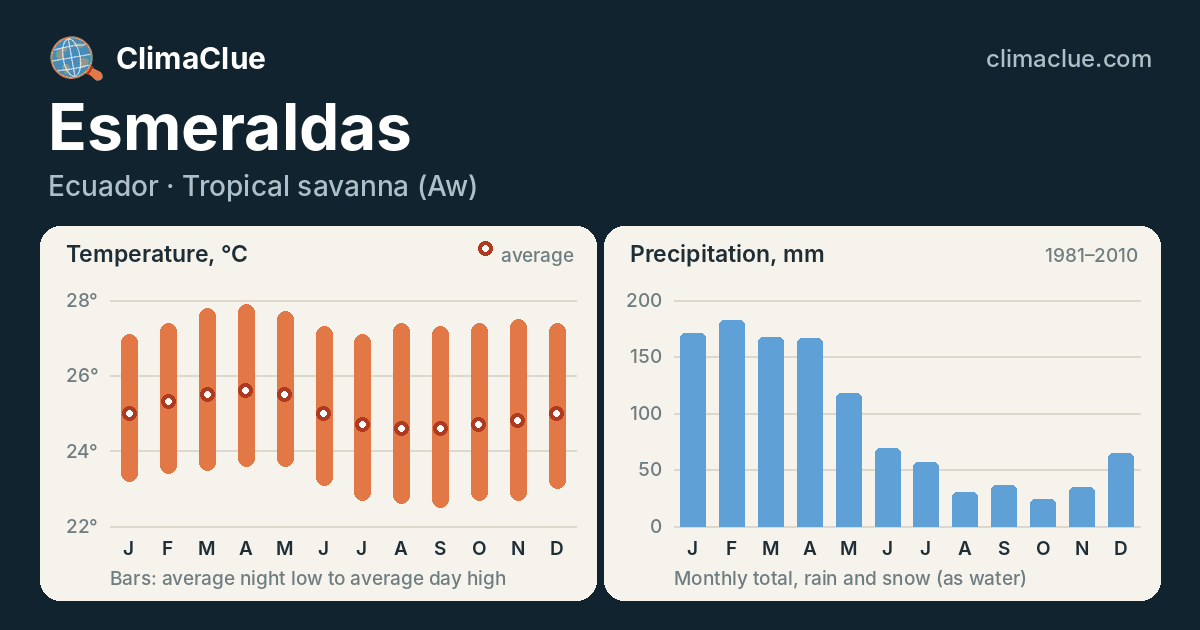 ClimaClue
climaclue.com
Esmeraldas
Ecuador · Tropical savanna (Aw)
Temperature, °C
average
28°
26°
24°
22°
J F M A M J J A S O N D
Bars: average night low to average day high
Precipitation, mm
1981–2010
200
150
100
50
0
J F M A M J J A S O N D
Monthly total, rain and snow (as water)